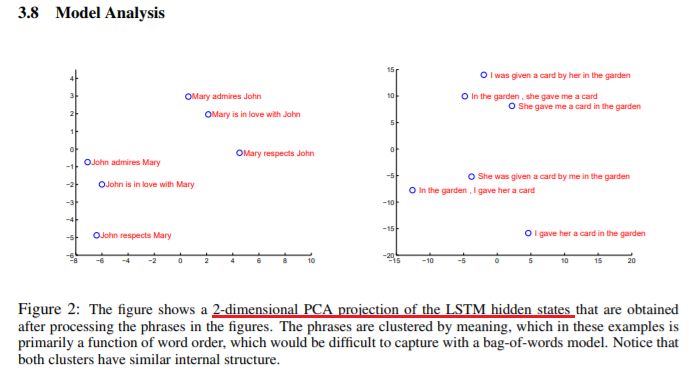 3.8 Model Analysis
4
3
2
1
0
−1
−2
−3
−4
−5
−6
−8
−6
−4
−2
0
2
4
6
8
10
Mary admires John
Mary is in love with John
Mary respects John
John admires Mary
John is in love with Mary
John respects Mary
15
10
5
0
−5
−10
−15
−20
−15
−10
−5
0
5
10
15
20
I was given a card by her in the garden
In the garden , she gave me a card
She gave me a card in the garden
She was given a card by me in the garden
In the garden , I gave her a card
I gave her a card in the garden
Figure 2: The figure shows a 2-dimensional PCA projection of the LSTM hidden states that are obtained
after processing the phrases in the figures. The phrases are clustered by meaning, which in these examples is
primarily a function of word order, which would be difficult to capture with a bag-of-words model. Notice that
both clusters have similar internal structure.